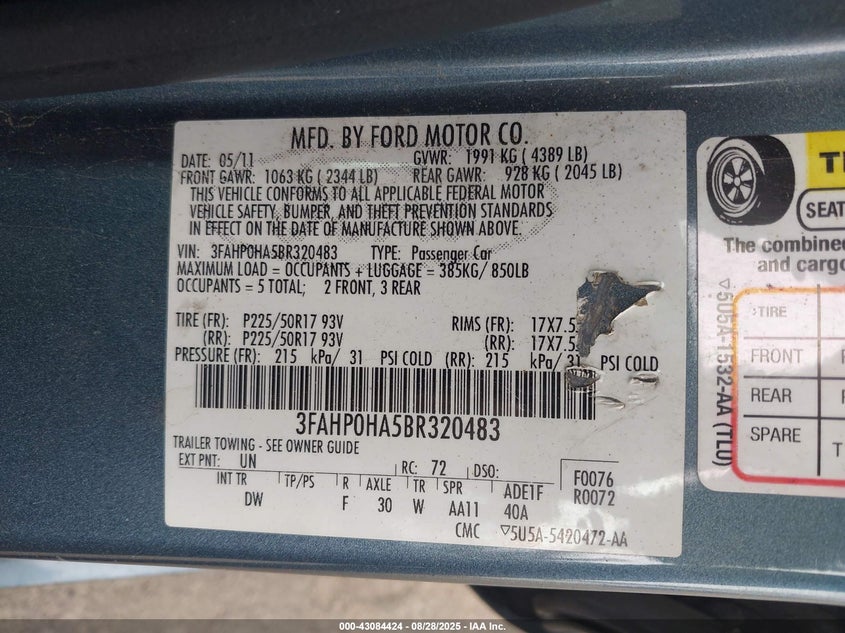 MFD. BY FORD MOTOR CO.
DATE: 05/11 GVWR: 1991 KG ( 4389 LB)
FRONT GAWR: 1063 KG ( 2344 LB) REAR GAWR: 928 KG ( 2045 LB)
THIS VEHICLE CONFORMS TO ALL APPLICABLE FEDERAL MOTOR
VEHICLE SAFETY, BUMPER, AND THEFT PREVENTION STANDARDS
IN EFFECT ON THE DATE OF MANUFACTURE SHOWN ABOVE.
VIN: 3FAHP0HA5BR320483 TYPE: Passenger Car
MAXIMUM LOAD = OCCUPANTS + LUGGAGE = 385KG/ 850LB
OCCUPANTS = 5 TOTAL; 2 FRONT, 3 REAR
TIRE (FR): P225/50R17 93V RIMS (FR): 17X7.5
(RR): P225/50R17 93V (RR): 17X7.5
PRESSURE (FR): 215 kPa/ 31 PSI COLD (RR): 215 kPa/ 31 PSI COLD
3FAHP0HA5BR320483
TRAILER TOWING - SEE OWNER GUIDE
EXT PNT: UN RC: 72 DSO: F0076
INT TR TP/PS R AXLE TR SPR ADE1F R0072
DW F 30 W AA11 40A
CMC ▽5U5A-5420472-AA
▽5U5A-1532-AA (TLU)
SEAT
The combined
and cargo
TIRE
FRONT
REAR
SPARE
000-43084424 | 08/28/2025 - IAA Inc.